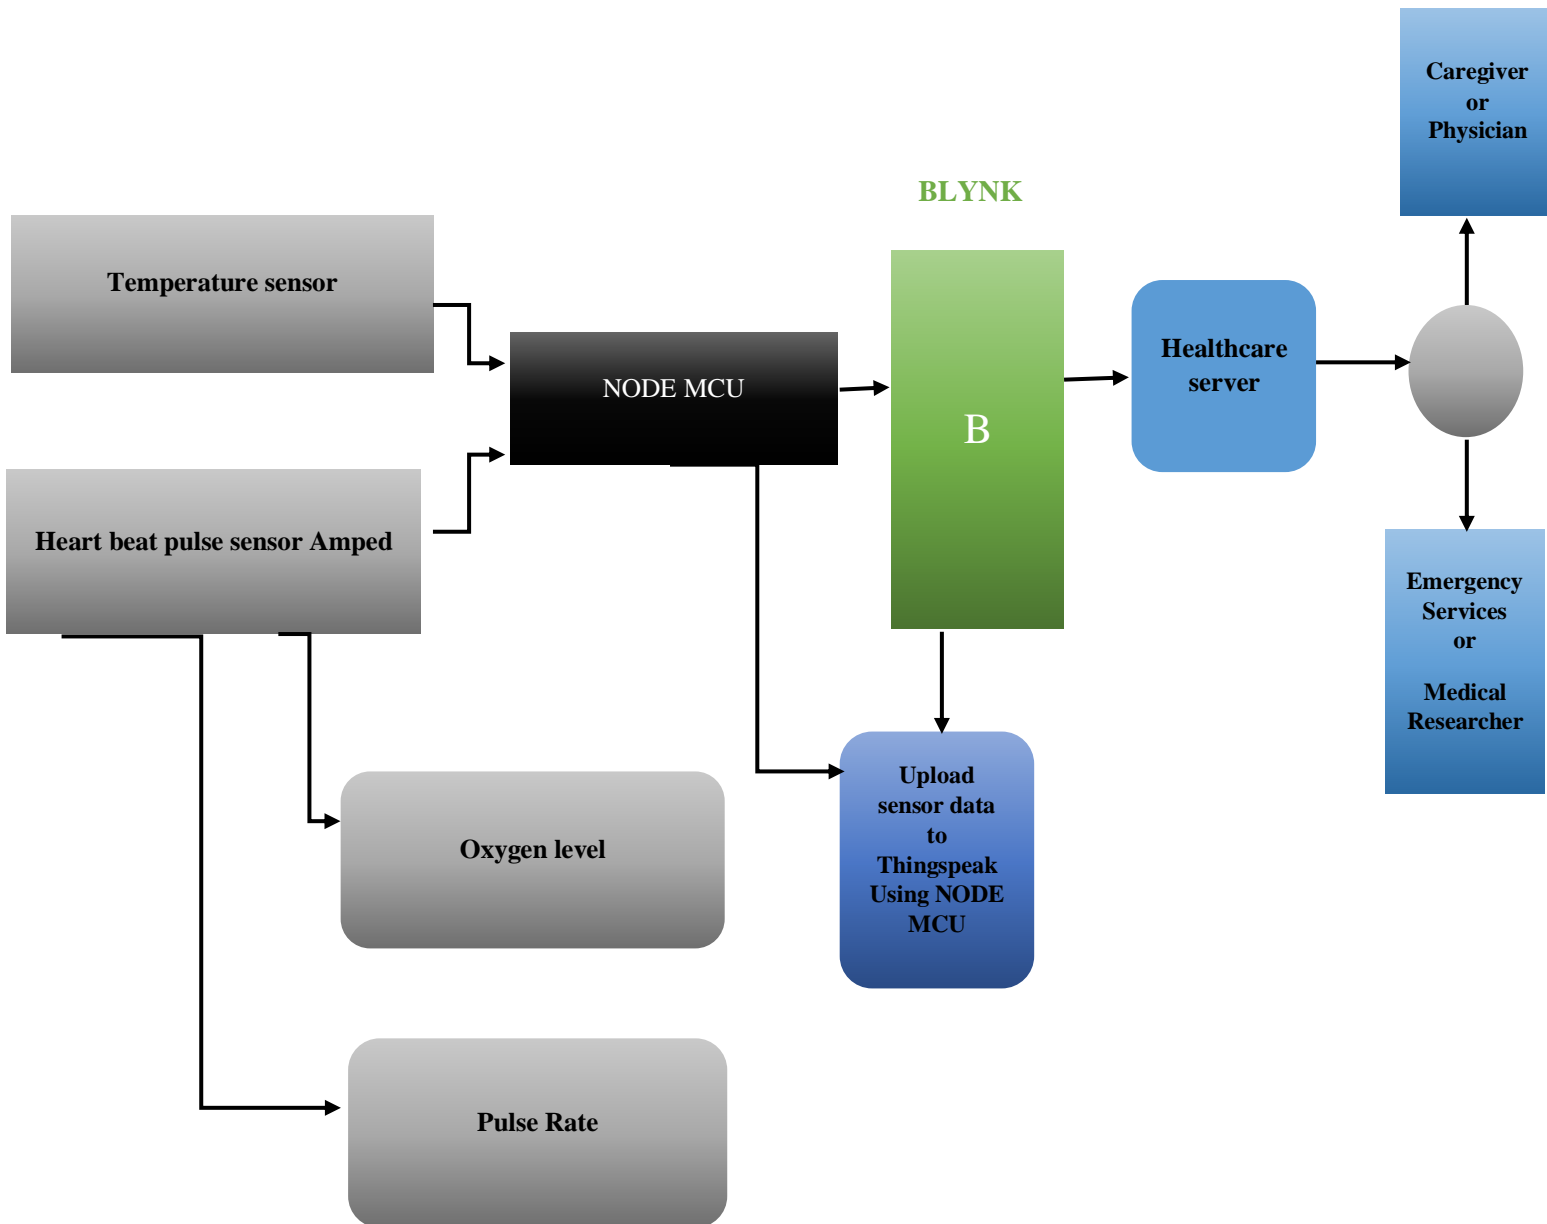 Caregiver
or
Physician
BLYNK
Temperature sensor
NODE MCU
B
Healthcare
server
Heart beat pulse sensor Amped
Emergency
Services
or
Medical
Researcher
Upload
sensor data
to
Thingspeak
Using NODE
MCU
Oxygen level
Pulse Rate